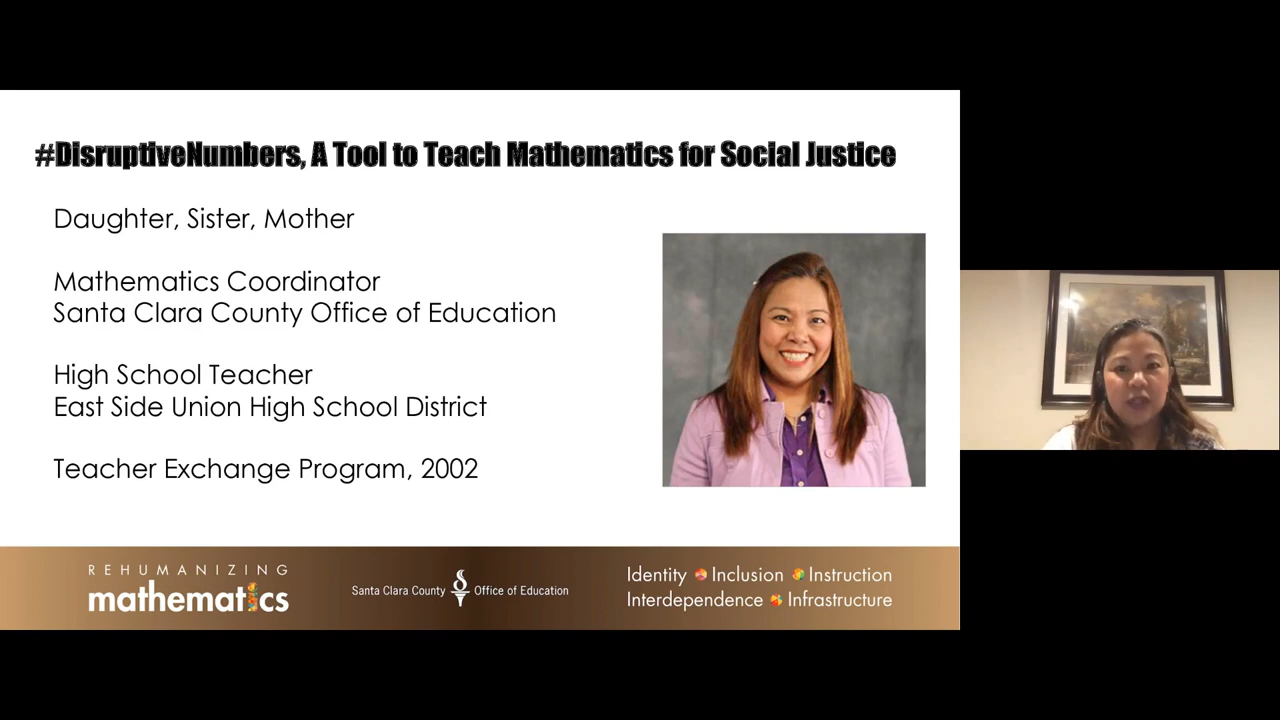 #DisruptiveNumbers, A Tool to Teach Mathematics for Social Justice
Daughter, Sister, Mother
Mathematics Coordinator
Santa Clara County Office of Education
High School Teacher
East Side Union High School District
Teacher Exchange Program, 2002
REHUMANIZING
mathematics
Santa Clara County Office of Education
Identity Inclusion Instruction
Interdependence Infrastructure